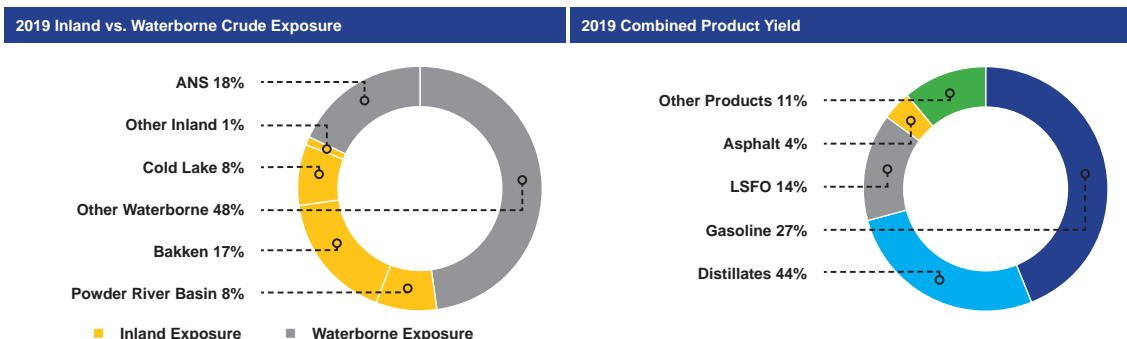 2019 Inland vs. Waterborne Crude Exposure
ANS 18%
Other Inland 1%
Cold Lake 8%
Other Waterborne 48%
Bakken 17%
Powder River Basin 8%
Inland Exposure
Waterborne Exposure
2019 Combined Product Yield
Other Products 11%
Asphalt 4%
LSFO 14%
Gasoline 27%
Distillates 44%